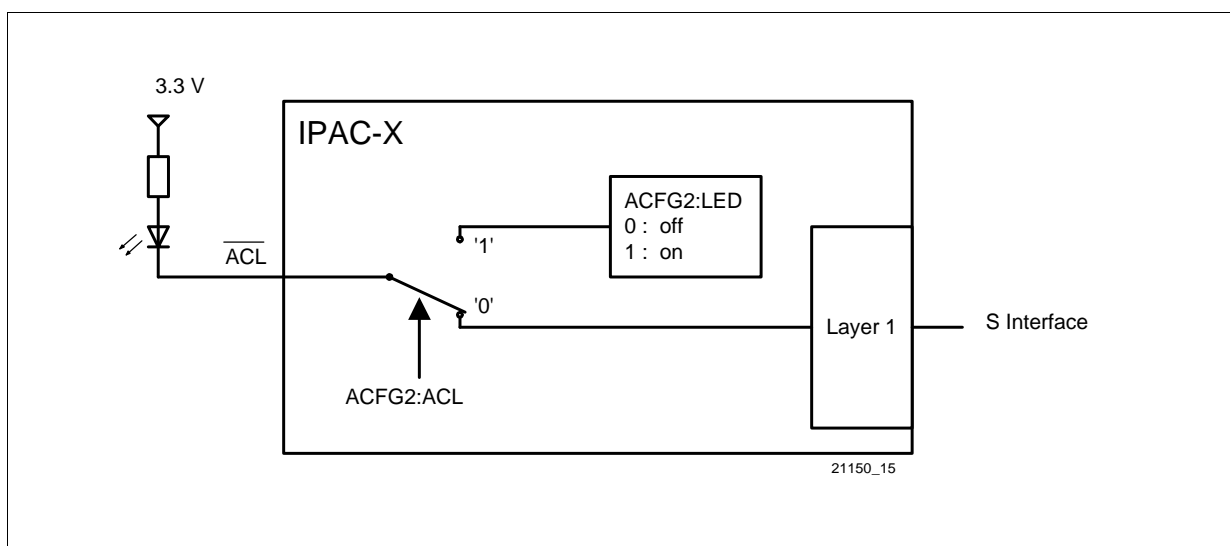 3.3 V
IPAC-X
ACFG2:LED
0 : off
1 : on
ACL
'1'
'0'
Layer 1
S Interface
ACFG2:ACL
21150_15